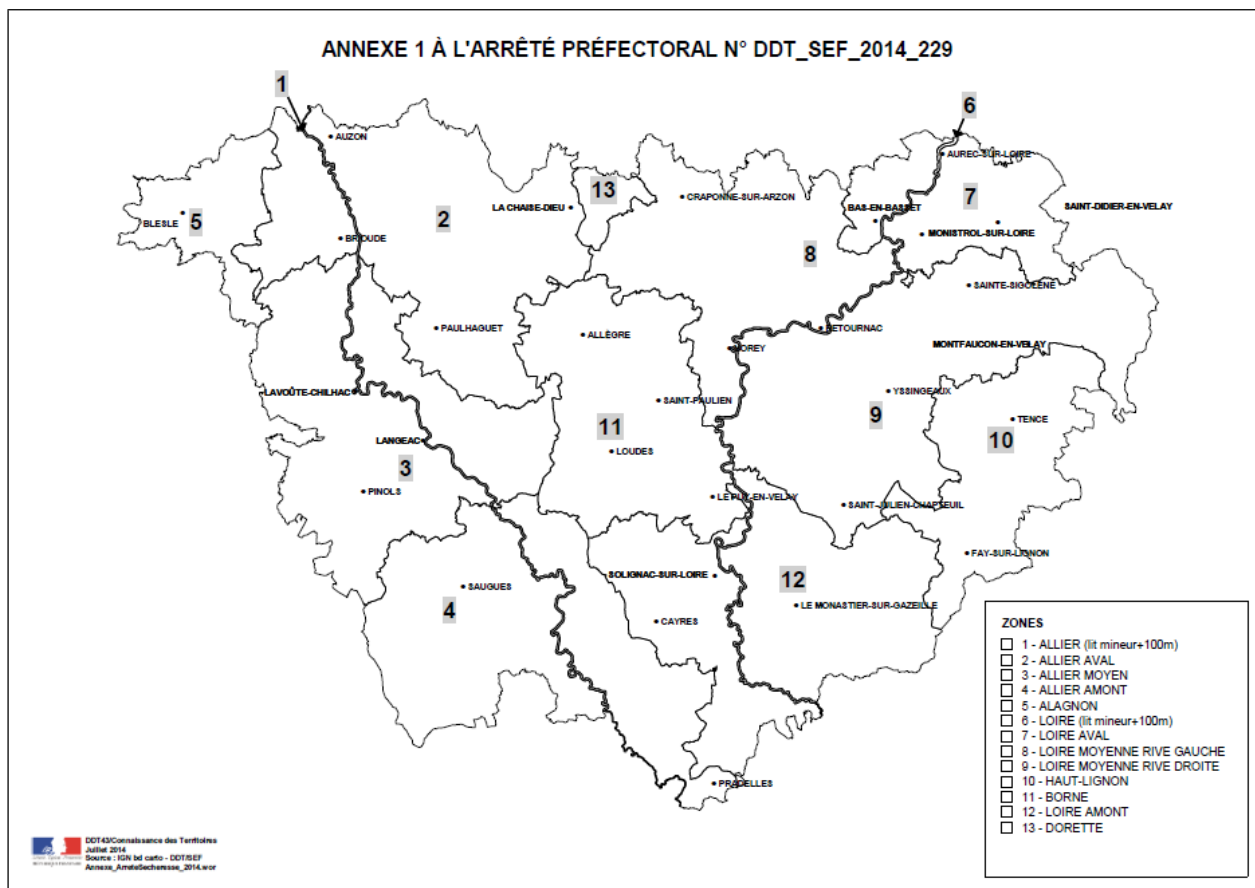 ANNEXE 1 À L'ARRÊTÉ PRÉFECTORAL N° DDT_SEF_2014_229
1
6
AUZON
AUREC-SUR-LOIRE
13
CRAPONNE-SUR-ARZON
7
LA CHAISE-DIEU
BAS-EN-BASSET
SAINT-DIDIER-EN-VELAY
BLESLE
5
2
MONISTROL-SUR-LOIRE
BRIOUDE
8
SAINTE-SIGOLÈNE
PAULHAGUET
ALLÈGRE
RETOURNAC
VOREY
MONTFAUCON-EN-VELAY
LAVOÛTE-CHILHAC
YSSINGEAUX
SAINT-PAULIEN
9
TENCE
11
10
LANGEAC
LOUDES
3
PINOLS
LE PUY-EN-VELAY
SAINT-JULIEN-CHAPTEUIL
FAY-SUR-LIGNON
SOLIGNAC-SUR-LOIRE
12
SAUGUES
4
LE MONASTIER-SUR-GAZEILLE
CAYRES
PRADELLES
ZONES
1 - ALLIER (lit mineur+100m)
2 - ALLIER AVAL
3 - ALLIER MOYEN
4 - ALLIER AMONT
5 - ALAGNON
6 - LOIRE (lit mineur+100m)
7 - LOIRE AVAL
8 - LOIRE MOYENNE RIVE GAUCHE
9 - LOIRE MOYENNE RIVE DROITE
10 - HAUT-LIGNON
11 - BORNE
12 - LOIRE AMONT
13 - DORETTE
DDT43/Connaissance des Territoires
Juillet 2014
Source : IGN bd carto - DDT/SEF
Annexe_ArreteSecheresse_2014.wor